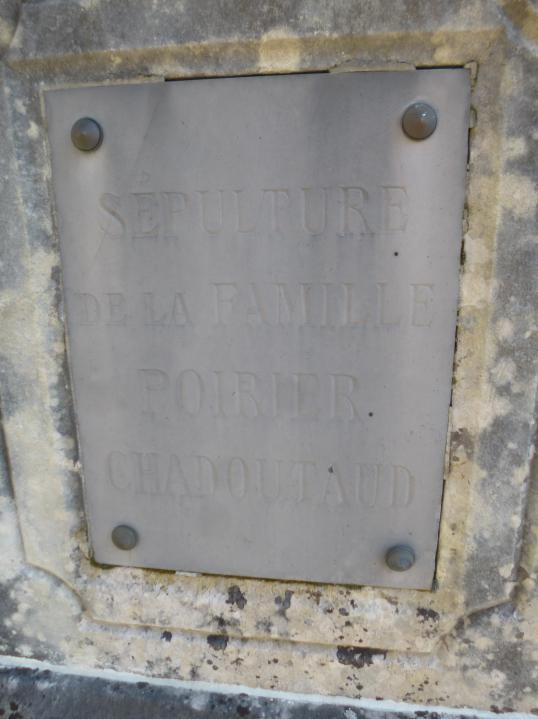 SÉPULTURE
DE LA FAMILLE
POIRIER
CHADOUTAUD